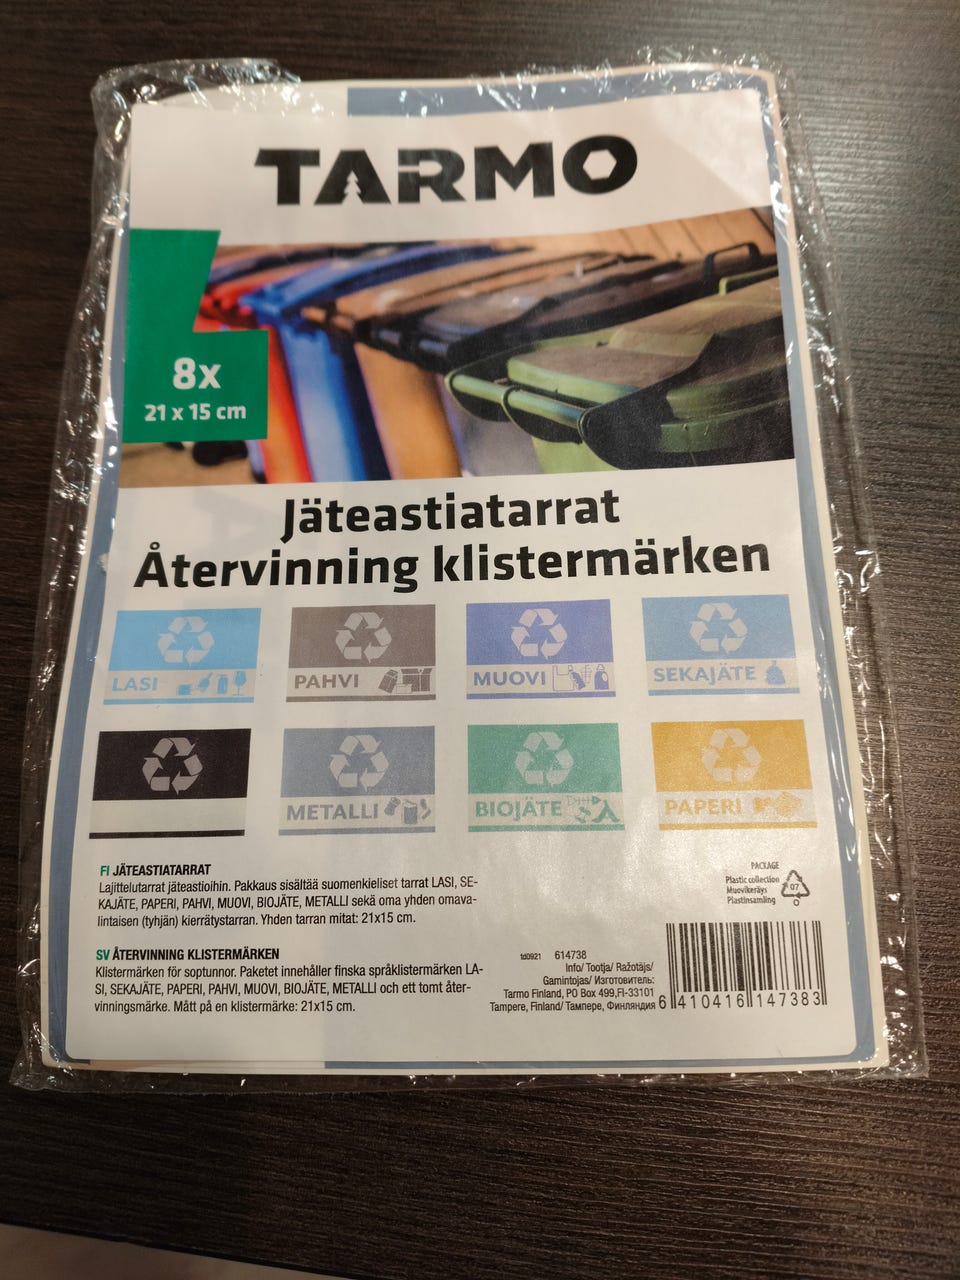 TARMO
8x
21 x 15 cm
Jäteastiatarrat
Återvinning klistermärken
LASI
PAHVI
MUOVI
SEKAJÄTE
METALLI
BIOJÄTE
PAPERI
FI JÄTEASTIATARRAT
Lajittelutarrat jäteastioihin. Pakkaus sisältää suomenkieliset tarrat LASI, SE-
KAJÄTE, PAPERI, PAHVI, MUOVI, BIOJÄTE, METALLI sekä oma yhden omava-
lintaisen (tyhjän) kierrätystarran. Yhden tarran mitat: 21x15 cm.
SV ÅTERVINNING KLISTERMÄRKEN
Klistermärken för soptunnor. Paketet innehåller finska språklistermärken LA-
SI, SEKAJÄTE, PAPERI, PAHVI, MUOVI, BIOJÄTE, METALLI och ett tomt åter-
vinningsmärke. Mått på en klistermärke: 21x15 cm.
PACKAGE
Plastic collection
Muovikeräys
Plastinsamling
07
O
1d0921 614738
Info/ Tootja/ Ražotājs/
Gamintojas/ Изготовитель:
Tarmo Finland, PO Box 499,FI-33101
Tampere, Finland/ Тампере, Финляндия
6 410416 147383